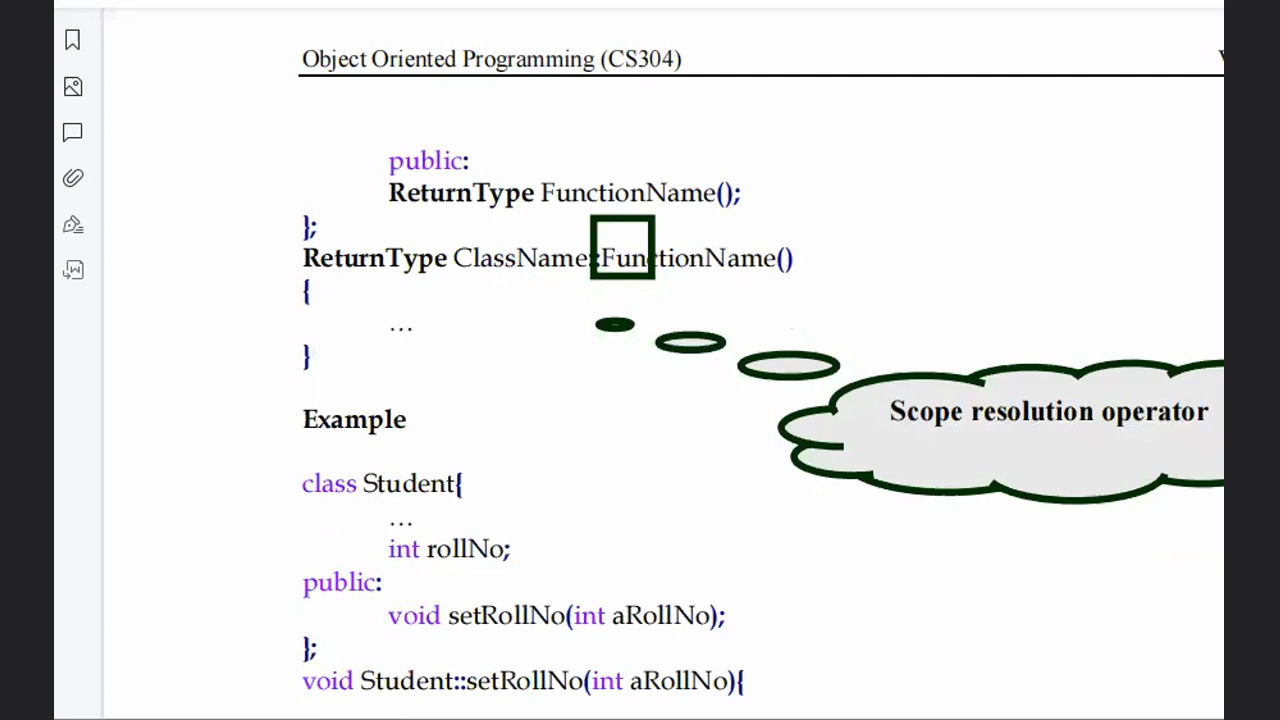 Object Oriented Programming (CS304)
public:
ReturnType FunctionName();
};
ReturnType ClassName::FunctionName()
{
…
}
Scope resolution operator
Example
class Student{
…
int rollNo;
public:
void setRollNo(int aRollNo);
};
void Student::setRollNo(int aRollNo){